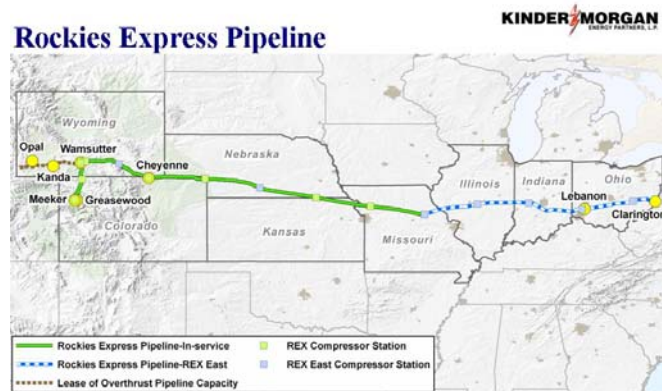 KINDER MORGAN
ENERGY PARTNERS, L.P.
Rockies Express Pipeline
Wyoming
Opal
Wamsutter
Kanda
Cheyenne
Nebraska
Meeker
Greasewood
Colorado
Kansas
Missouri
Illinois
Indiana
Ohio
Lebanon
Clarington
Rockies Express Pipeline-In-service
REX Compressor Station
Rockies Express Pipeline-REX East
REX East Compressor Station
Lease of Overthrust Pipeline Capacity